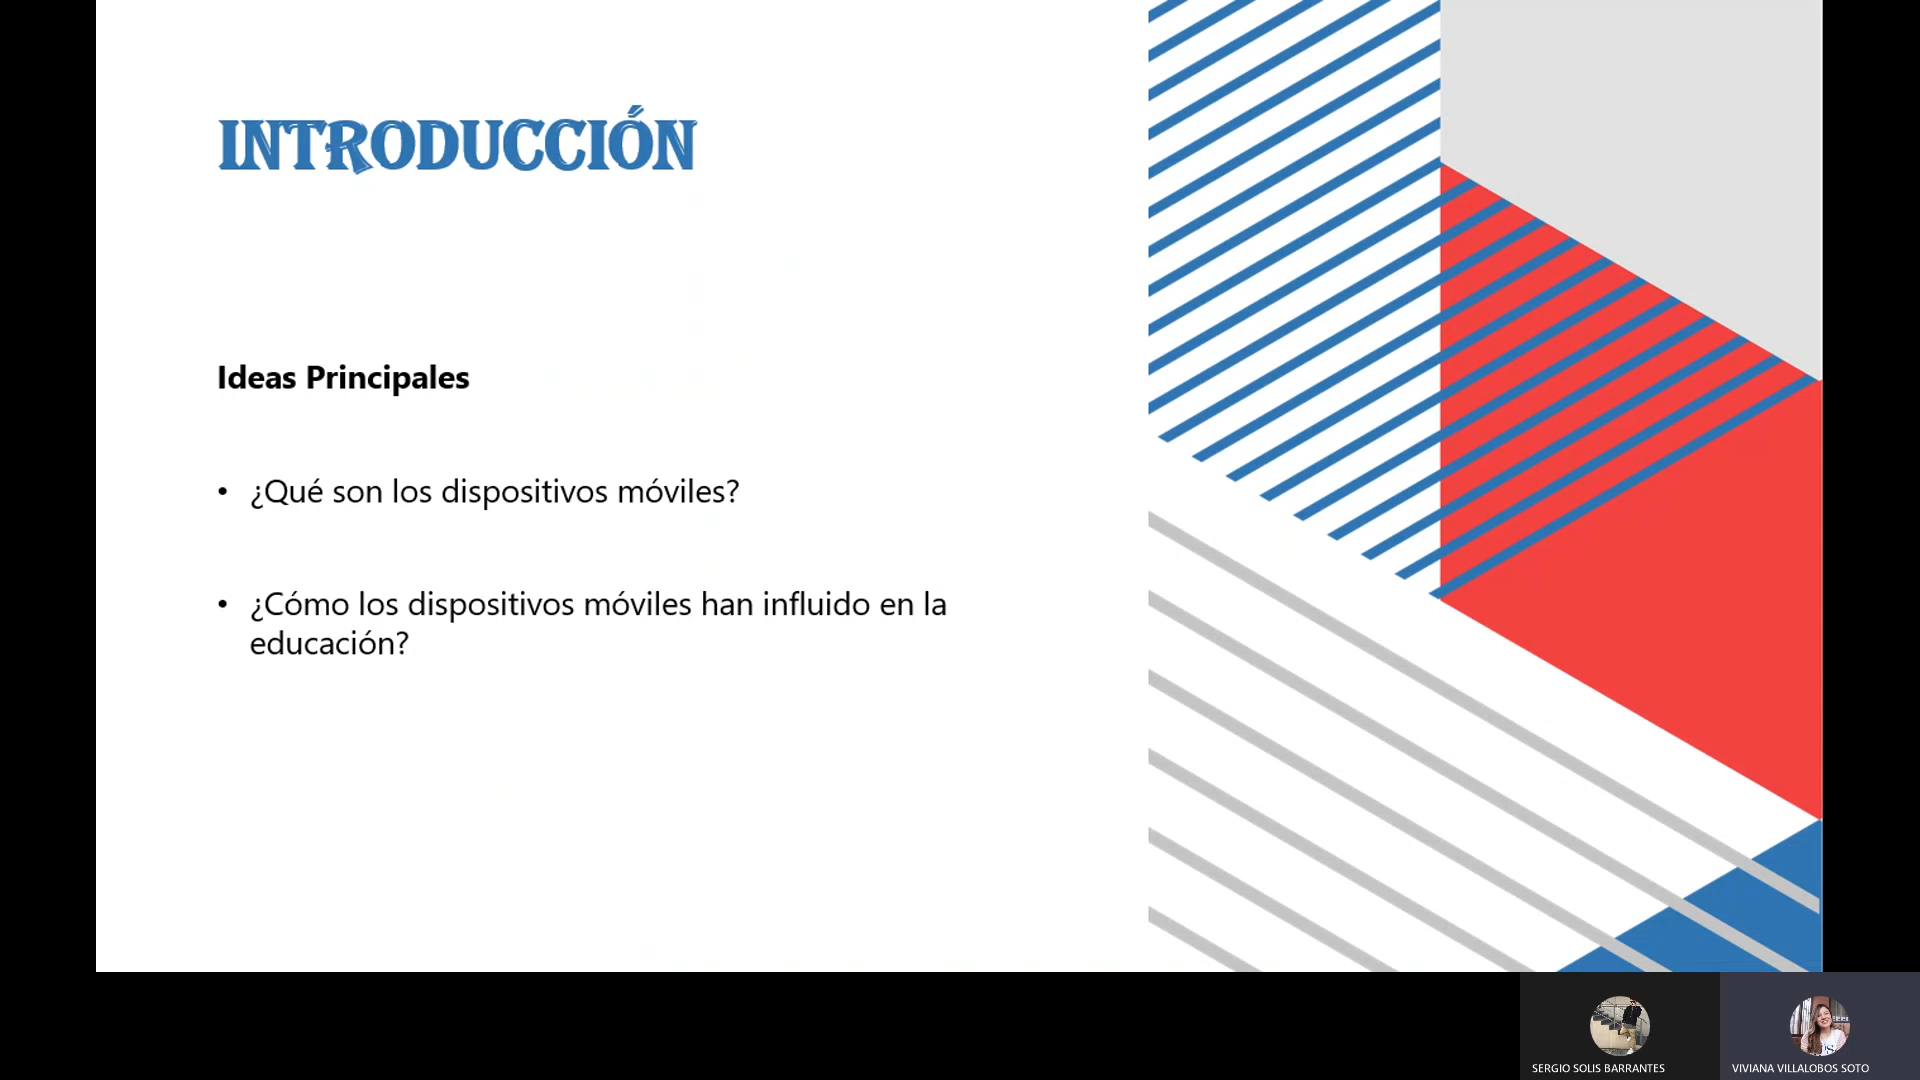 INTRODUCCIÓN
Ideas Principales
• ¿Qué son los dispositivos móviles?
• ¿Cómo los dispositivos móviles han influido en la
educación?
SERGIO SOLIS BARRANTES
VIVIANA VILLALOBOS SOTO